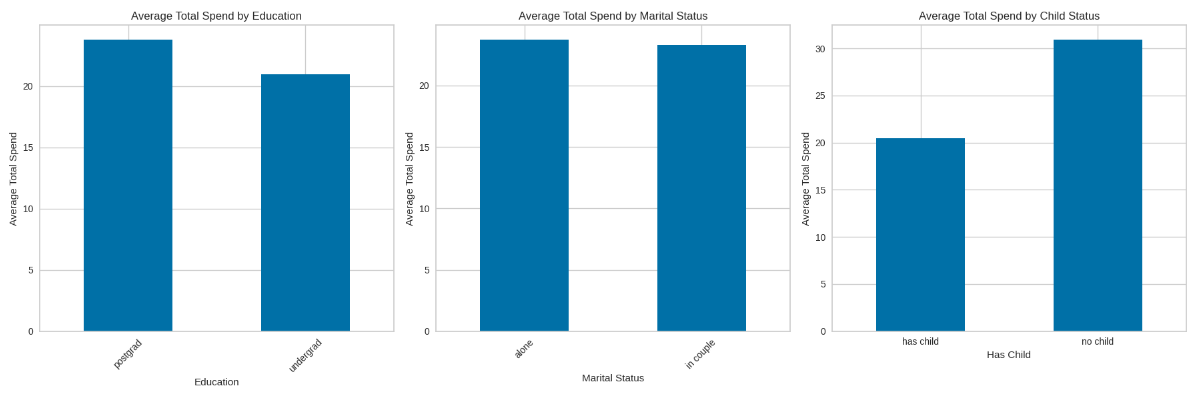 Average Total Spend by Education
Average Total Spend
20
15
10
5
0
postgrad
undergrad
Education
Average Total Spend by Marital Status
Average Total Spend
20
15
10
5
0
alone
in couple
Marital Status
Average Total Spend by Child Status
Average Total Spend
30
25
20
15
10
5
0
has child
no child
Has Child